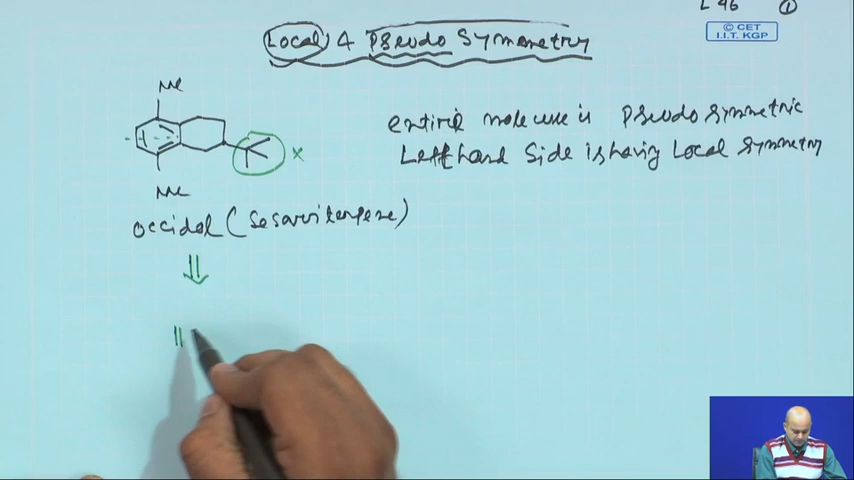 L 46 ①
© CET
I.I.T. KGP
Local & Pseudo Symmetry
Me
entire molecule is pseudo symmetric
Left hand side is having local symmetry
x
Me
occidol (sesquiterpene)